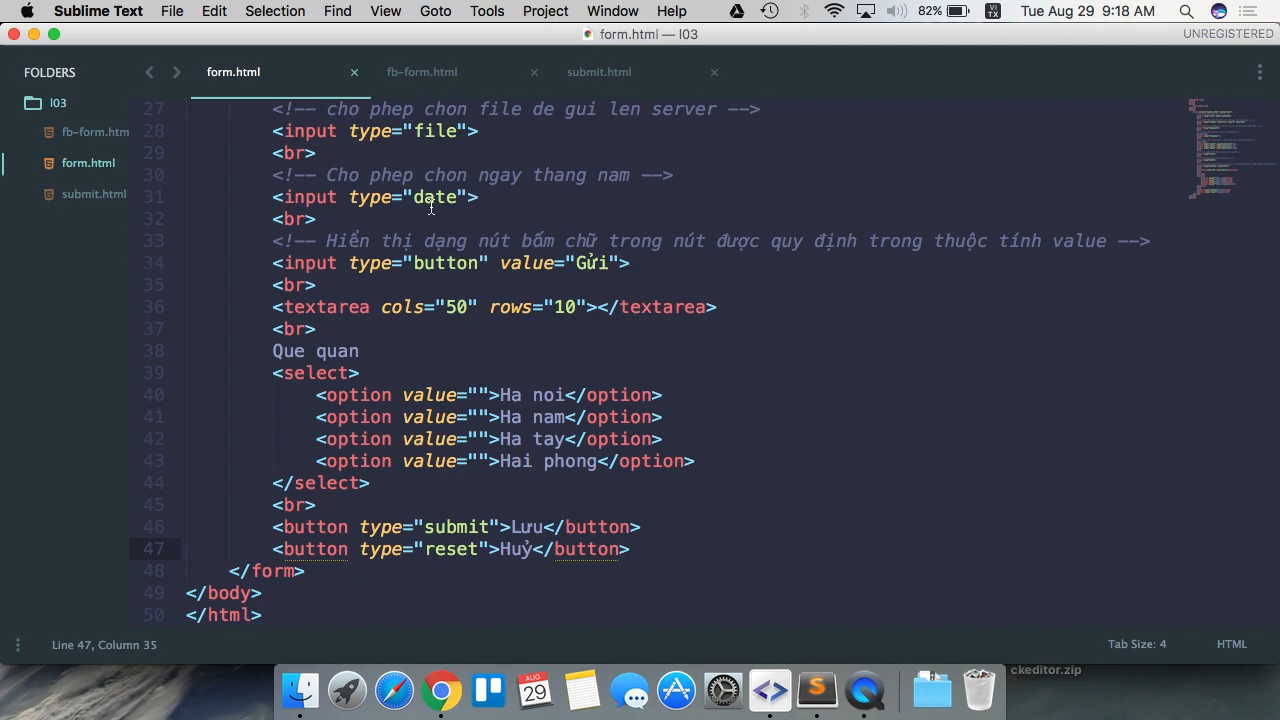 Sublime Text File Edit Selection Find View Goto Tools Project Window Help 82% VI TX Tue Aug 29 9:18 AM
form.html — l03 UNREGISTERED
FOLDERS form.html fb-form.html submit.html
l03
fb-form.htm
form.html
submit.html
27 <!-- cho phep chon file de gui len server -->
28 <input type="file">
29 <br>
30 <!-- Cho phep chon ngay thang nam -->
31 <input type="date">
32 <br>
33 <!-- Hiển thị dạng nút bấm chữ trong nút được quy định trong thuộc tính value -->
34 <input type="button" value="Gửi">
35 <br>
36 <textarea cols="50" rows="10"></textarea>
37 <br>
38 Que quan
39 <select>
40 <option value="">Ha noi</option>
41 <option value="">Ha nam</option>
42 <option value="">Ha tay</option>
43 <option value="">Hai phong</option>
44 </select>
45 <br>
46 <button type="submit">Lưu</button>
47 <button type="reset">Huỷ</button>
48 </form>
49 </body>
50 </html>
Line 47, Column 35 Tab Size: 4 HTML
ckeditor.zip
AUG
29